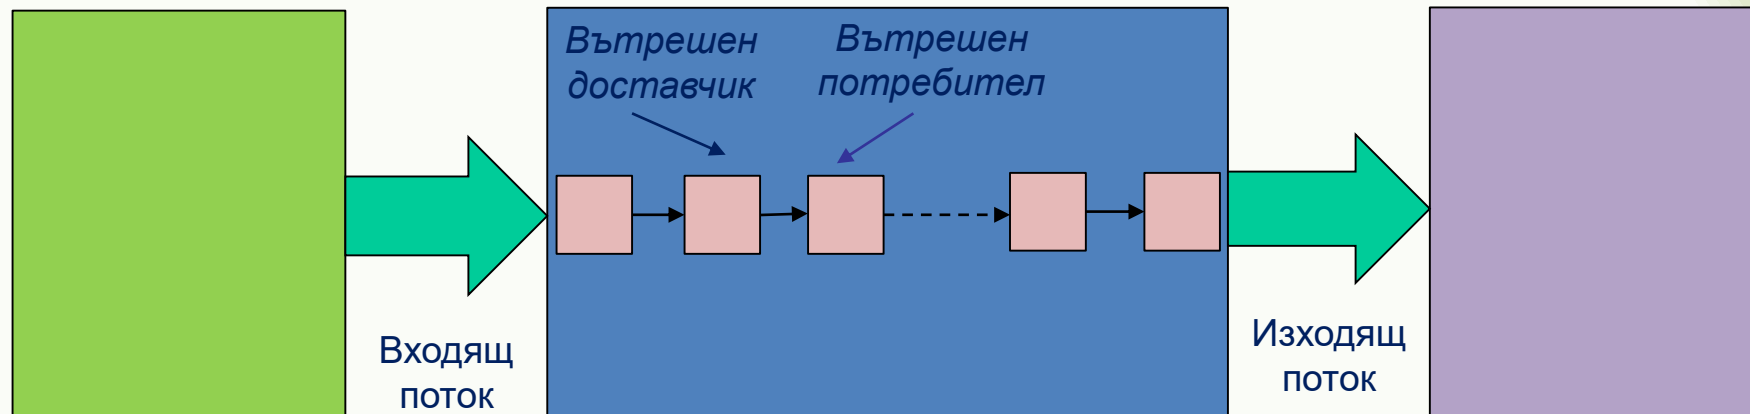 Вътрешен
доставчик
Вътрешен
потребител
Входящ
поток
Изходящ
поток